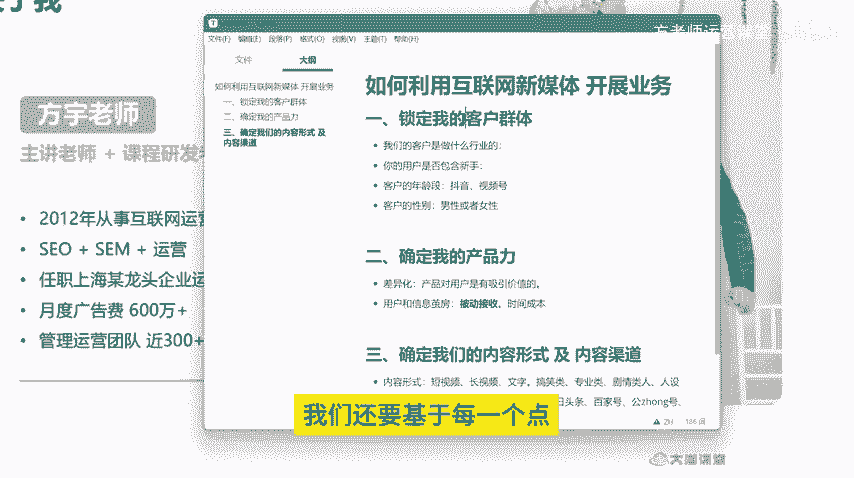 方老师运营课堂
文件(F) 编辑(E) 段落(P) 格式(O) 视图(V) 主题(T) 帮助(H)
文件 大纲
如何利用互联网新媒体 开展业务
一、锁定我的客户群体
二、确定我的产品力
三、确定我们的内容形式 及
内容渠道
如何利用互联网新媒体 开展业务
一、锁定我的客户群体
我们的客户是做什么行业的：
你的用户是否包含新手：
客户的年龄段：抖音、视频号
客户的性别：男性或者女性
二、确定我的产品力
差异化：产品对用户是有吸引价值的。
用户和信息茧房：被动接收、时间成本
三、确定我们的内容形式 及 内容渠道
内容形式：短视频、长视频、文字。搞笑类、专业类、剧情类人、人设
日头条、百家号、公zhong号、
186 词
方宇老师
主讲老师 + 课程研发
• 2012年从事互联网运营
• SEO + SEM + 运营
• 任职上海某龙头企业运
• 月度广告费 600万+
• 管理运营团队 近300+
我们还要基于每一个点